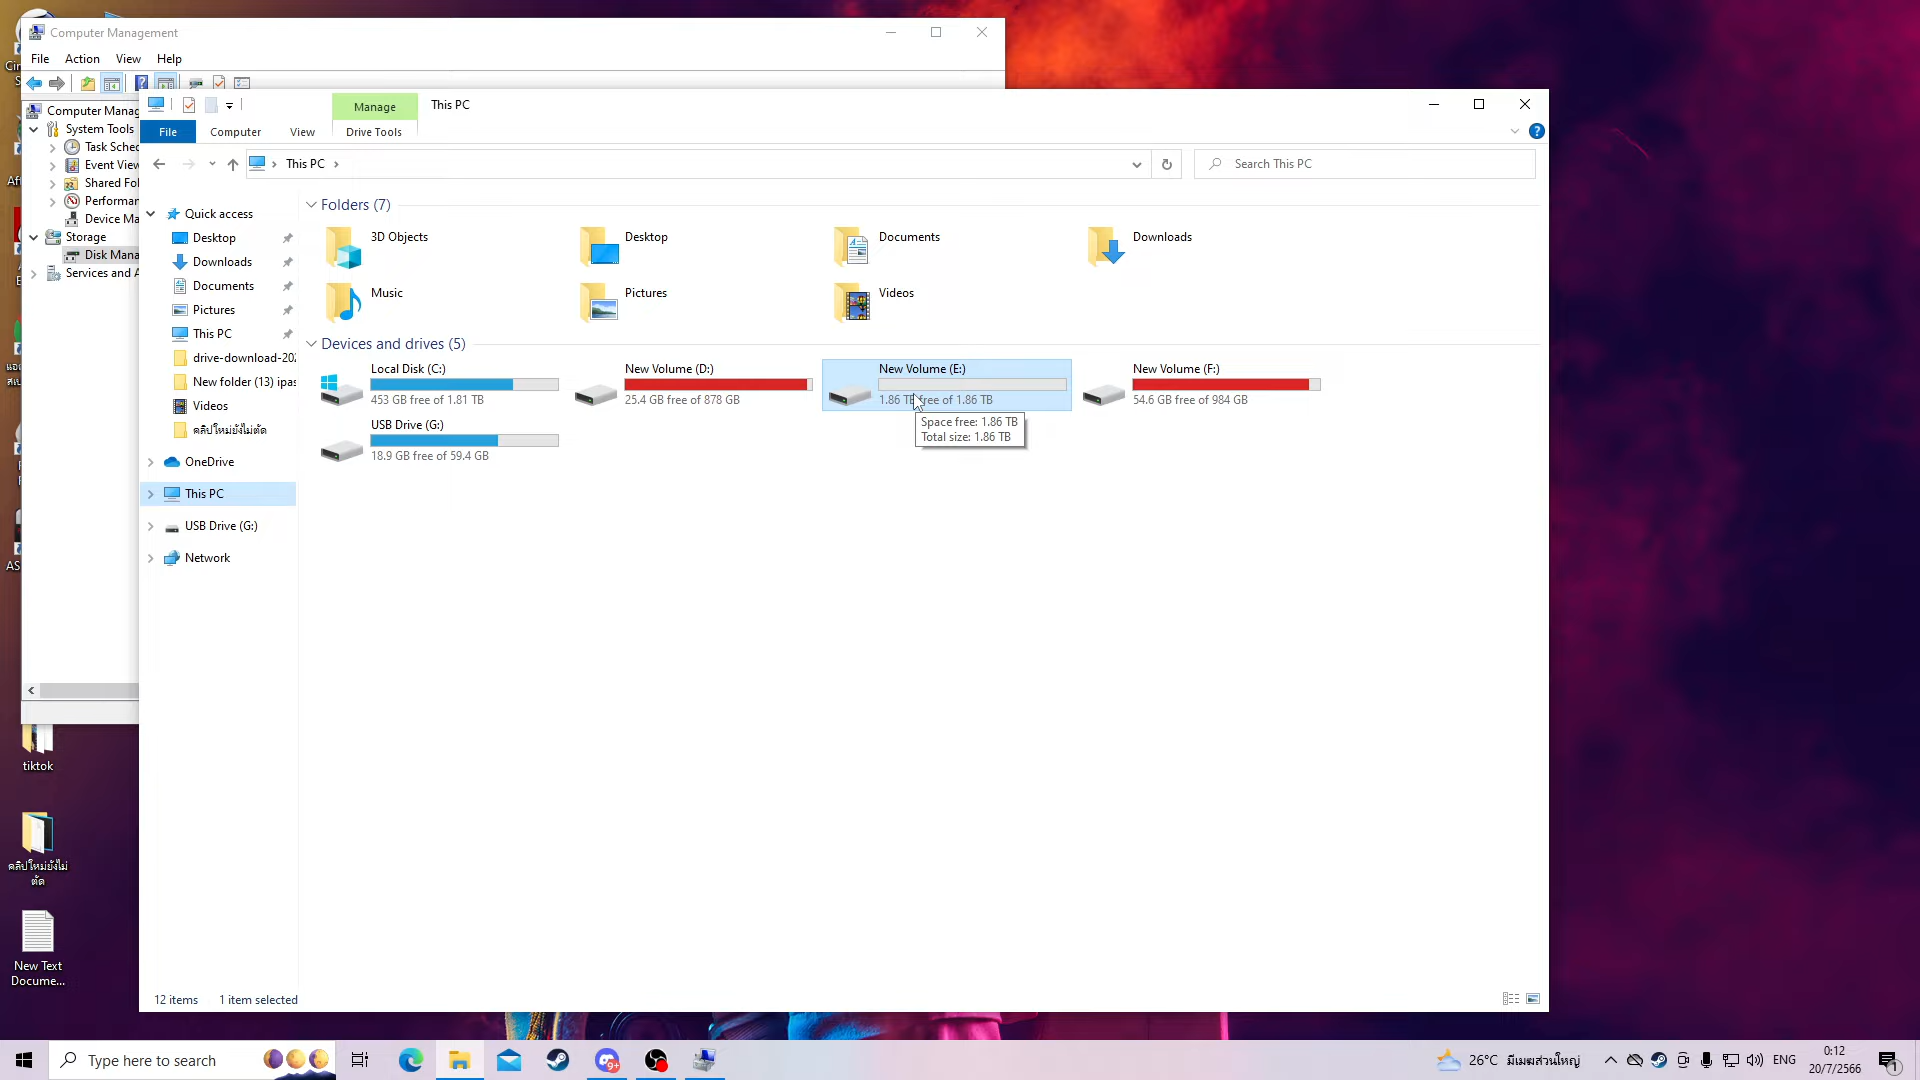 Computer Management
File Action View Help
Computer Manag
System Tools
Task Sched
Event View
Shared Fol
Performan
Device Ma
Storage
Disk Mana
Services and A
Manage
This PC
File Computer View Drive Tools
This PC
Search This PC
Quick access
Desktop
Downloads
Documents
Pictures
This PC
drive-download-202
New folder (13) ipas
Videos
คลิปใหม่ยังไม่ตัด
OneDrive
This PC
USB Drive (G:)
Network
Folders (7)
3D Objects
Desktop
Documents
Downloads
Music
Pictures
Videos
Devices and drives (5)
Local Disk (C:)
453 GB free of 1.81 TB
New Volume (D:)
25.4 GB free of 878 GB
New Volume (E:)
1.86 TB free of 1.86 TB
Space free: 1.86 TB
Total size: 1.86 TB
New Volume (F:)
54.6 GB free of 984 GB
USB Drive (G:)
18.9 GB free of 59.4 GB
12 items 1 item selected
tiktok
คลิปใหม่ยังไม่
ตัด
New Text
Docume...
Type here to search
9+
26°C มีเมฆส่วนใหญ่
ENG
0:12
20/7/2566
1